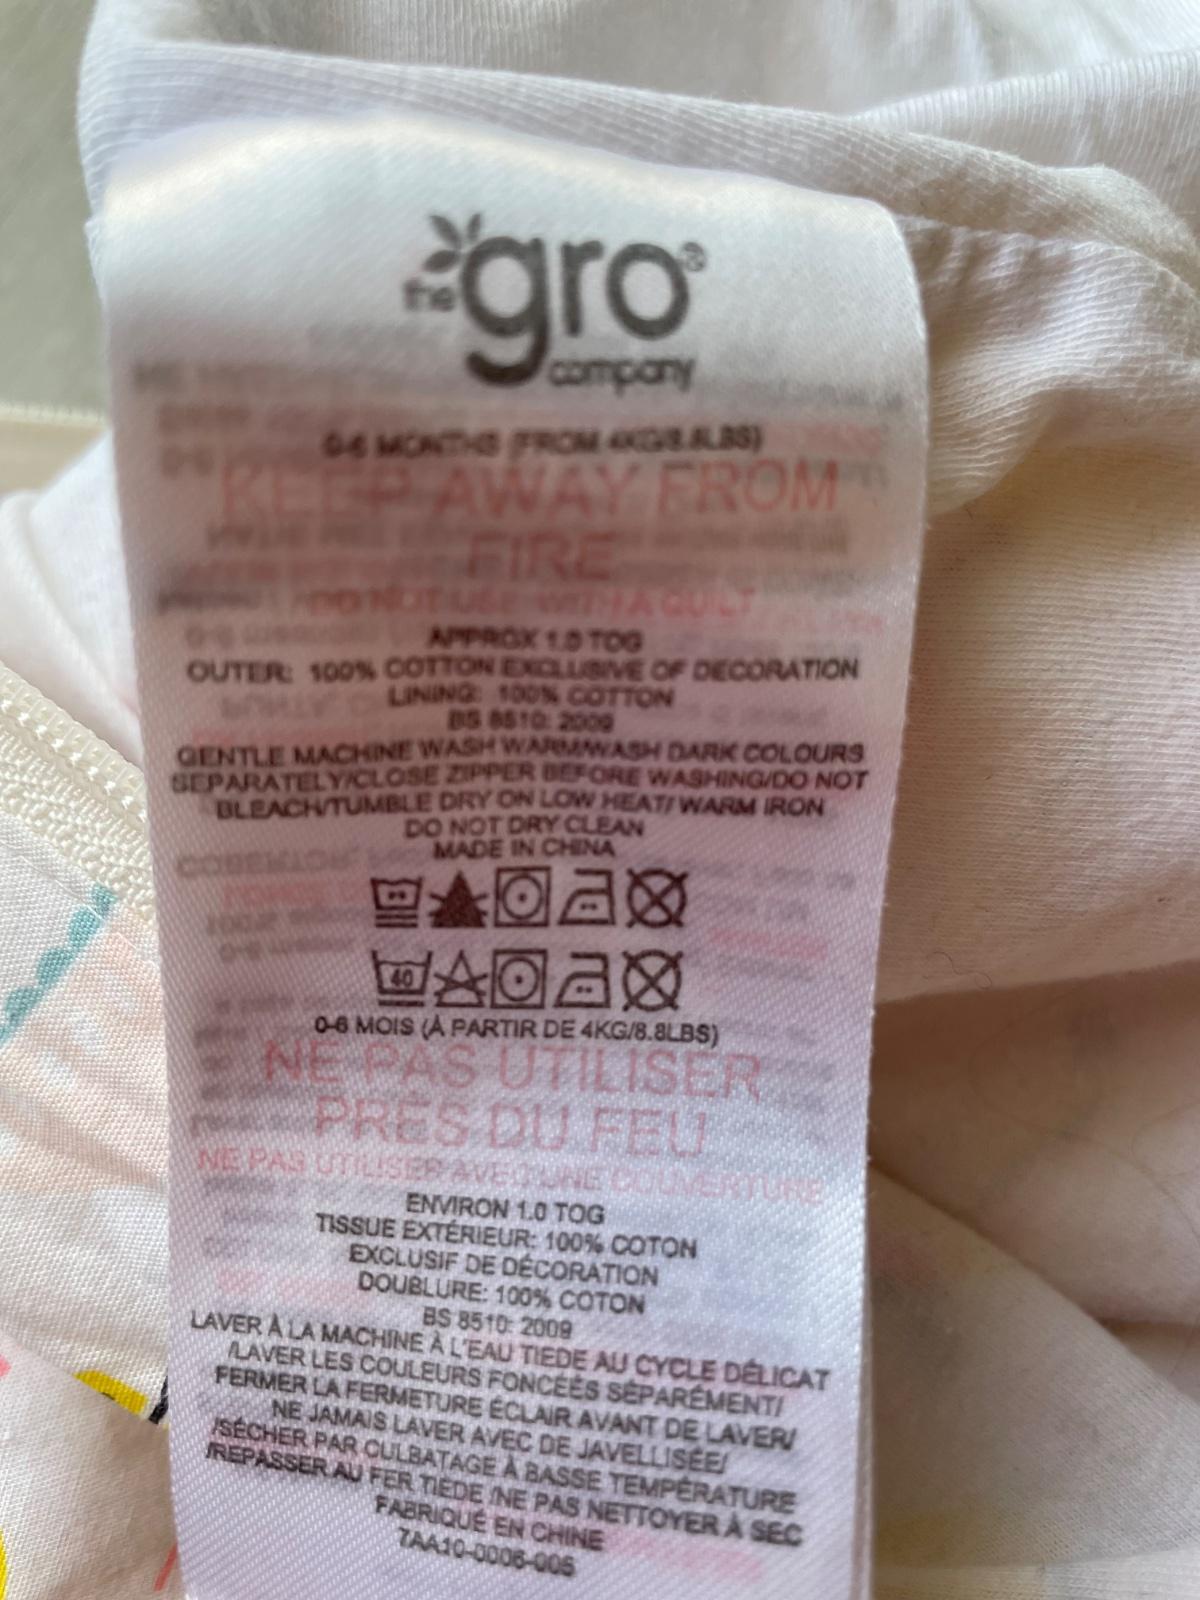 the gro®
company
0-6 MONTHS (FROM 4KG/8.8LBS)
KEEP AWAY FROM
FIRE
DO NOT USE WITH A QUILT
APPROX 1.0 TOG
OUTER: 100% COTTON EXCLUSIVE OF DECORATION
LINING: 100% COTTON
BS 8510: 2009
GENTLE MACHINE WASH WARM/WASH DARK COLOURS
SEPARATELY/CLOSE ZIPPER BEFORE WASHING/DO NOT
BLEACH/TUMBLE DRY ON LOW HEAT/ WARM IRON
DO NOT DRY CLEAN
MADE IN CHINA
40
0-6 MOIS (À PARTIR DE 4KG/8.8LBS)
NE PAS UTILISER
PRÈS DU FEU
NE PAS UTILISER AVEC UNE COUVERTURE
ENVIRON 1.0 TOG
TISSUE EXTÉRIEUR: 100% COTON
EXCLUSIF DE DÉCORATION
DOUBLURE: 100% COTON
BS 8510: 2009
LAVER À LA MACHINE À L'EAU TIEDE AU CYCLE DÉLICAT
/LAVER LES COULEURS FONCÉÉS SÉPARÉMENT/
FERMER LA FERMETURE ÉCLAIR AVANT DE LAVER/
NE JAMAIS LAVER AVEC DE JAVELLISÉE/
/SÉCHER PAR CULBATAGE À BASSE TEMPÉRATURE
/REPASSER AU FER TIEDE /NE PAS NETTOYER À SEC
FABRIQUÉ EN CHINE
7AA10-0006-005